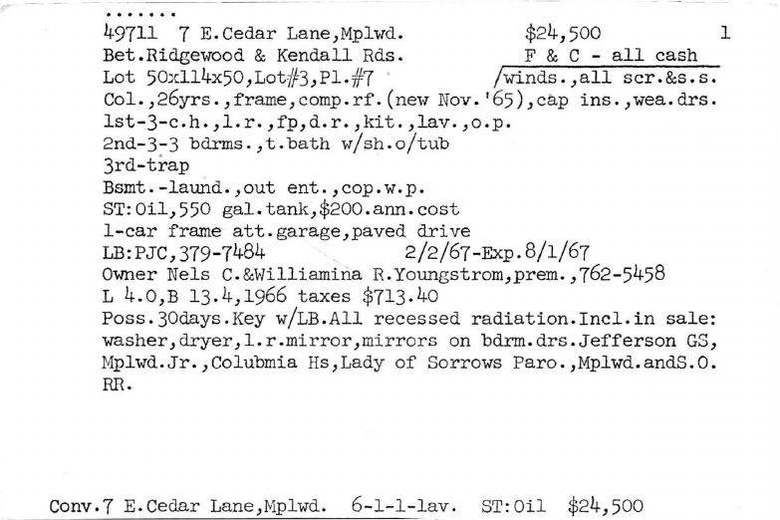 .......
49711 7 E.Cedar Lane,Mplwd. $24,500 1
Bet.Ridgewood & Kendall Rds. F & C - all cash
Lot 50x114x50,Lot#3,Pl.#7 /winds.,all scr.&s.s.
Col.,26yrs.,frame,comp.rf.(new Nov.'65),cap ins.,wea.drs.
1st-3-c.h.,l.r.,fp,d.r.,kit.,lav.,o.p.
2nd-3-3 bdrms.,t.bath w/sh.o/tub
3rd-trap
Bsmt.-laund.,out ent.,cop.w.p.
ST:Oil,550 gal.tank,$200.ann.cost
1-car frame att.garage,paved drive
LB:PJC,379-7484 2/2/67-Exp.8/1/67
Owner Nels C.&Williamina R.Youngstrom,prem.,762-5458
L 4.0,B 13.4,1966 taxes $713.40
Poss.30days.Key w/LB.All recessed radiation.Incl.in sale:
washer,dryer,l.r.mirror,mirrors on bdrm.drs.Jefferson GS,
Mplwd.Jr.,Colubmia Hs,Lady of Sorrows Paro.,Mplwd.andS.O.
RR.
Conv.7 E.Cedar Lane,Mplwd. 6-1-1-lav. ST:Oil $24,500